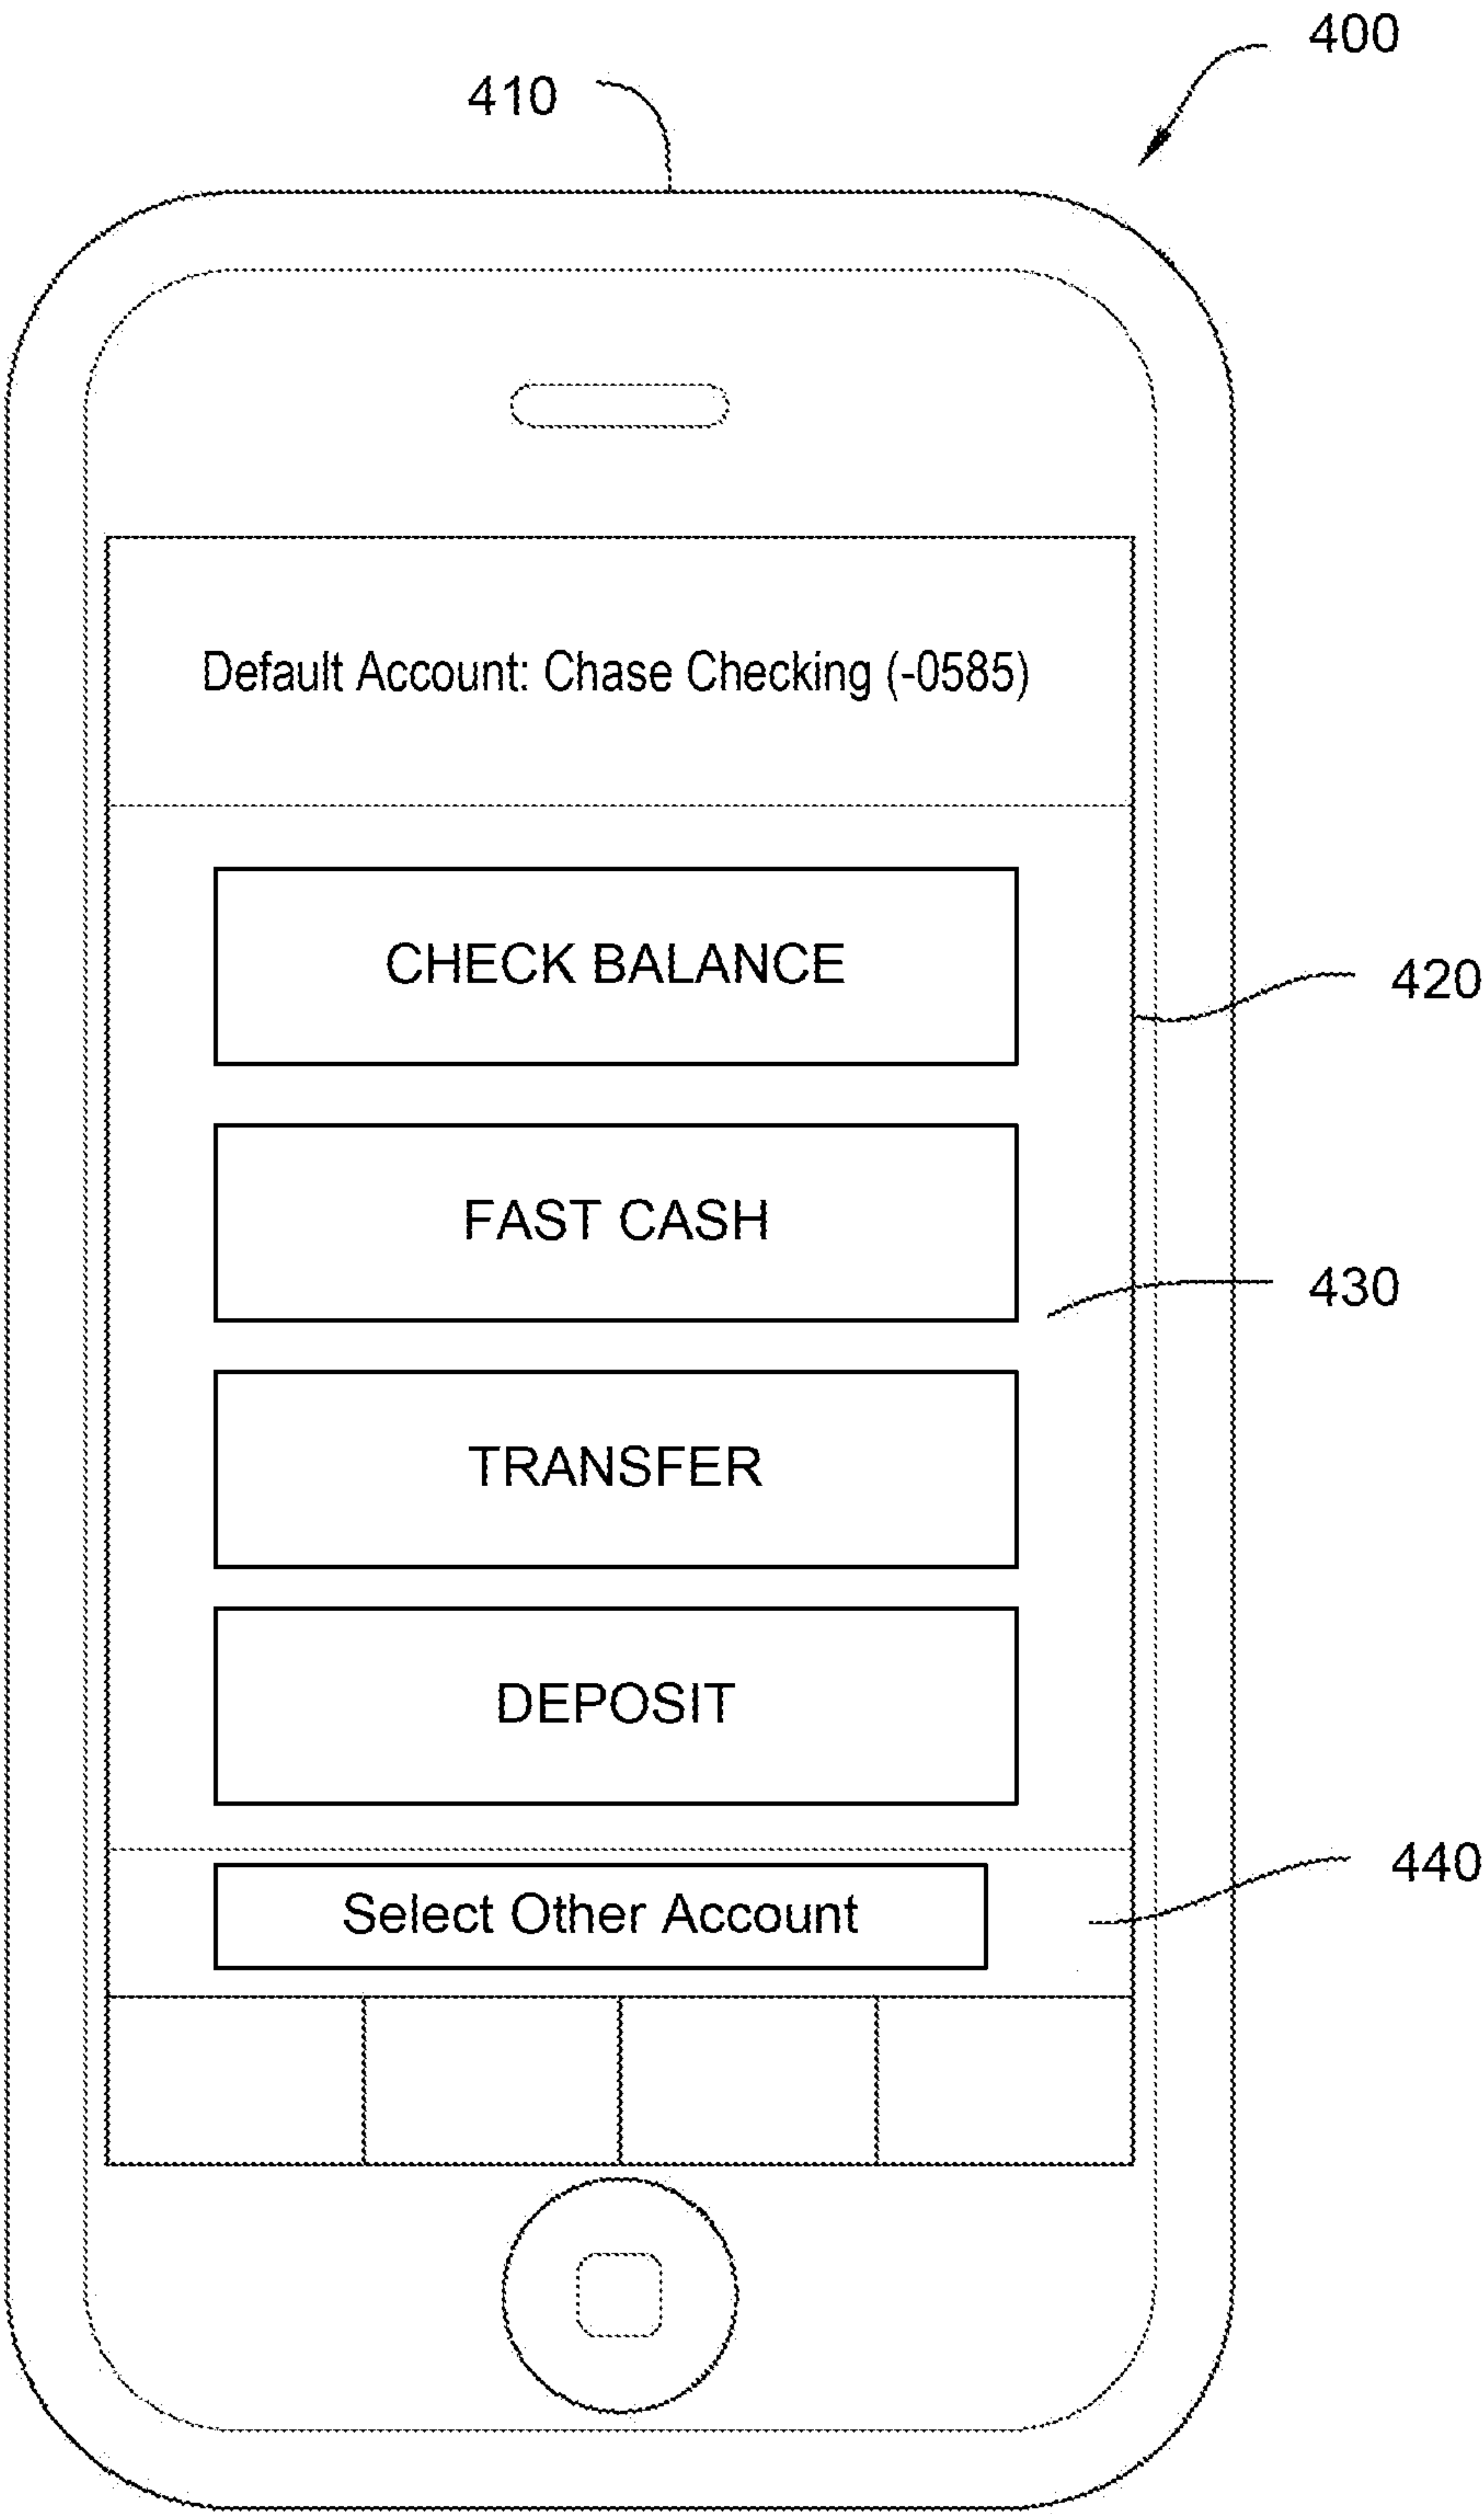 400
410
Default Account: Chase Checking (-0585)
CHECK BALANCE
420
FAST CASH
430
TRANSFER
DEPOSIT
440
Select Other Account